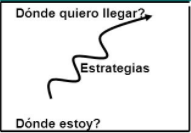 Dónde quiero llegar?
Estrategias
Dónde estoy?